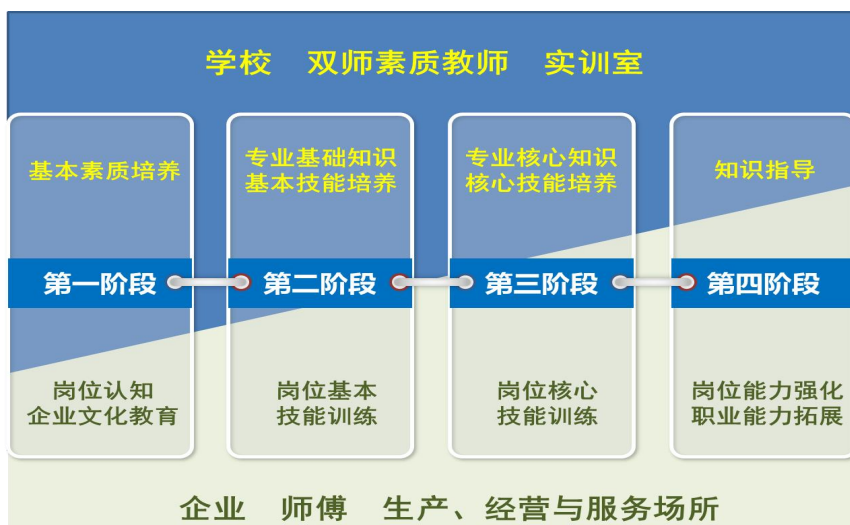 学校 双师素质教师 实训室
基本素质培养
专业基础知识
基本技能培养
专业核心知识
核心技能培养
知识指导
第一阶段
第二阶段
第三阶段
第四阶段
岗位认知
企业文化教育
岗位基本
技能训练
岗位核心
技能训练
岗位能力强化
职业能力拓展
企业 师傅 生产、经营与服务场所